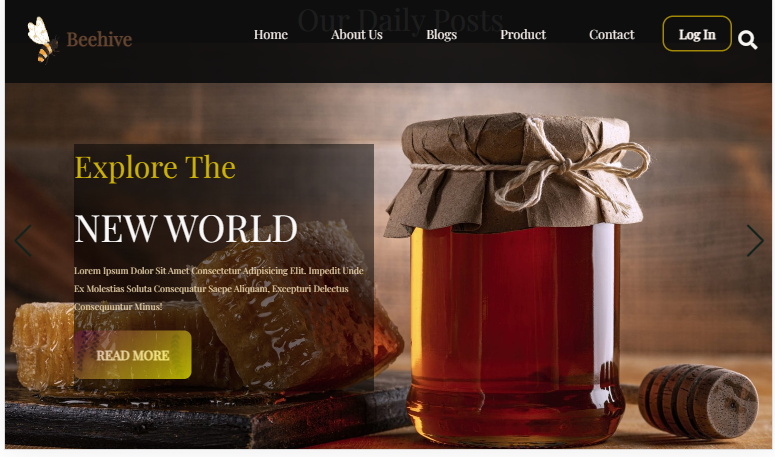 Our Daily Posts
Beehive
Home About Us Blogs Product Contact Log In
Explore The
NEW WORLD
Lorem Ipsum Dolor Sit Amet Consectetur Adipisicing Elit. Impedit Unde
Ex Molestias Soluta Consequatur Saepe Aliquam, Excepturi Delectus
Consequuntur Minus!
READ MORE